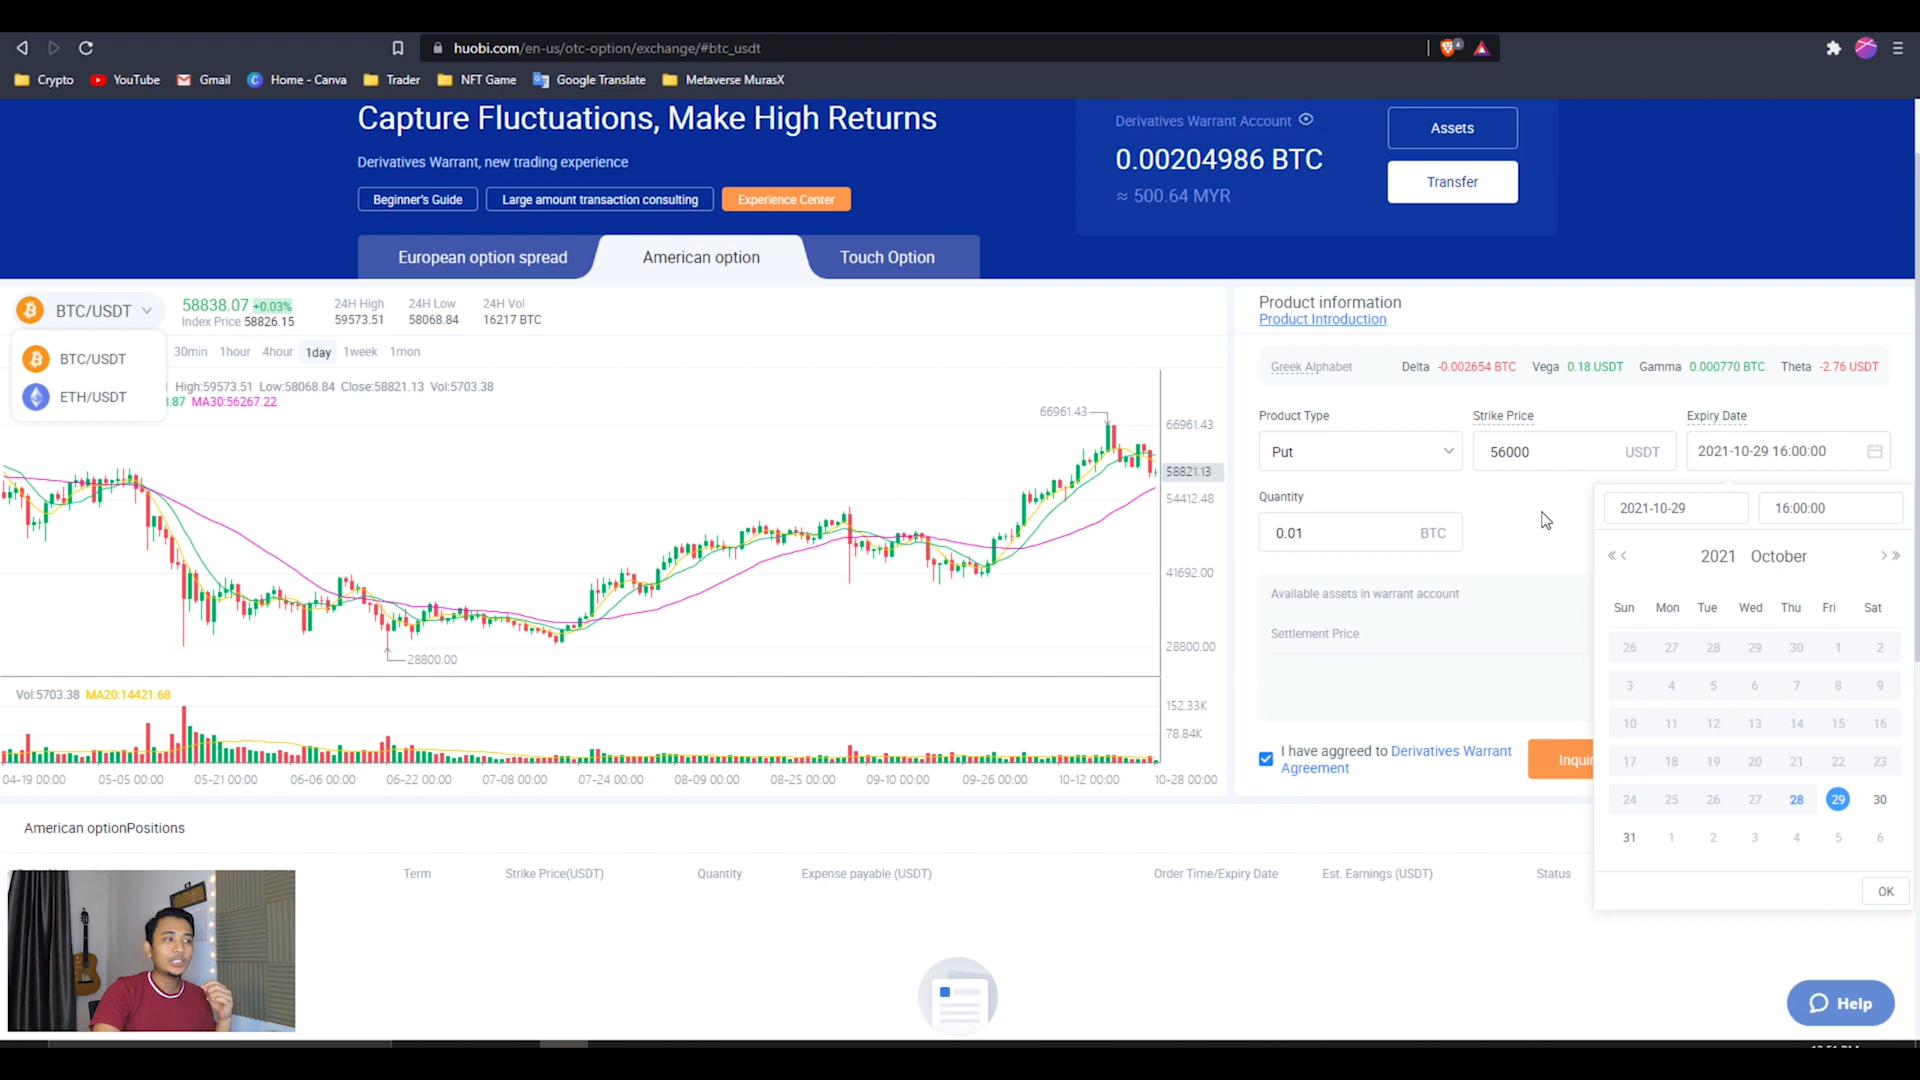 huobi.com/en-us/otc-option/exchange/#btc_usdt
4
Crypto YouTube Gmail Home - Canva Trader NFT Game Google Translate Metaverse MurasX
Capture Fluctuations, Make High Returns
Derivatives Warrant, new trading experience
Beginner's Guide Large amount transaction consulting Experience Center
Derivatives Warrant Account
0.00204986 BTC
≈ 500.64 MYR
Assets
Transfer
European option spread American option Touch Option
BTC/USDT
58838.07 +0.03%
Index Price 58826.15
24H High 24H Low 24H Vol
59573.51 58068.84 16217 BTC
BTC/USDT
ETH/USDT
30min 1hour 4hour 1day 1week 1mon
High:59573.51 Low:58068.84 Close:58821.13 Vol:5703.38
.87 MA30:56267.22
66961.43
28800.00
66961.43
58821.13
54412.48
41692.00
28800.00
Vol:5703.38 MA20:14421.68
152.33K
78.84K
04-19 00:00 05-05 00:00 05-21 00:00 06-06 00:00 06-22 00:00 07-08 00:00 07-24 00:00 08-09 00:00 08-25 00:00 09-10 00:00 09-26 00:00 10-12 00:00 10-28 00:00
Product information
Product Introduction
Greek Alphabet Delta -0.002654 BTC Vega 0.18 USDT Gamma 0.000770 BTC Theta -2.76 USDT
Product Type Strike Price Expiry Date
Put 56000 USDT 2021-10-29 16:00:00
Quantity
0.01 BTC
Available assets in warrant account
Settlement Price
I have aggreed to Derivatives Warrant
Agreement
Inquir
2021-10-29 16:00:00
« ‹ 2021 October › »
Sun Mon Tue Wed Thu Fri Sat
26 27 28 29 30 1 2
3 4 5 6 7 8 9
10 11 12 13 14 15 16
17 18 19 20 21 22 23
24 25 26 27 28 29 30
31 1 2 3 4 5 6
OK
American optionPositions
Term Strike Price(USDT) Quantity Expense payable (USDT) Order Time/Expiry Date Est. Earnings (USDT) Status
Help